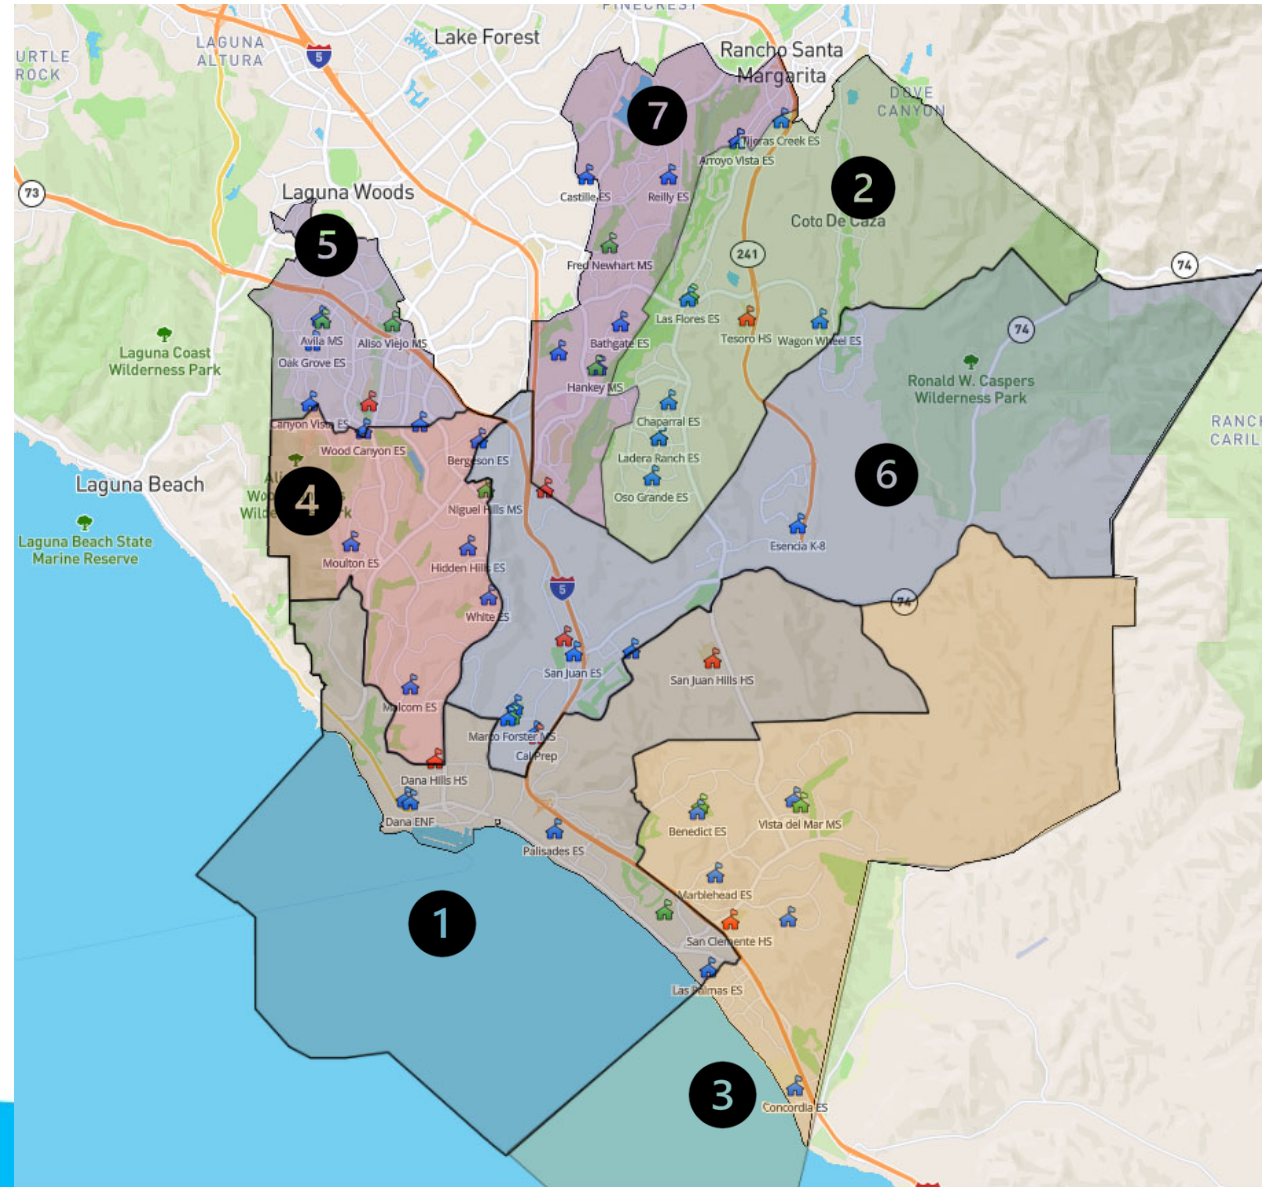 PINECREST
Lake Forest
LAGUNA
ALTURA
5
Rancho Santa
Margarita
DOVE
CANYON
7
Tijeras Creek ES
Arroyo Vista ES
73
Laguna Woods
Castille ES
Reilly ES
2
Coto De Caza
5
Fred Newhart MS
241
74
Las Flores ES
Tesoro HS
Wagon Wheel ES
74
Avila MS
Aliso Viejo MS
Bathgate ES
Laguna Coast
Wilderness Park
Oak Grove ES
Hankey MS
Ronald W. Caspers
Wilderness Park
Canyon Vista ES
Chaparral ES
Wood Canyon ES
Bergeson ES
Ladera Ranch ES
6
Laguna Beach
4
Oso Grande ES
Niguel Hills MS
Laguna Beach State
Marine Reserve
Esencia K-8
Moulton ES
Hidden Hills ES
5
74
White ES
San Juan ES
San Juan Hills HS
Malcom ES
Marco Forster MS
Cal Prep
Dana Hills HS
Dana ENF
Benedict ES
Vista del Mar MS
Palisades ES
Marblehead ES
1
San Clemente HS
Las Palmas ES
3
Concordia ES